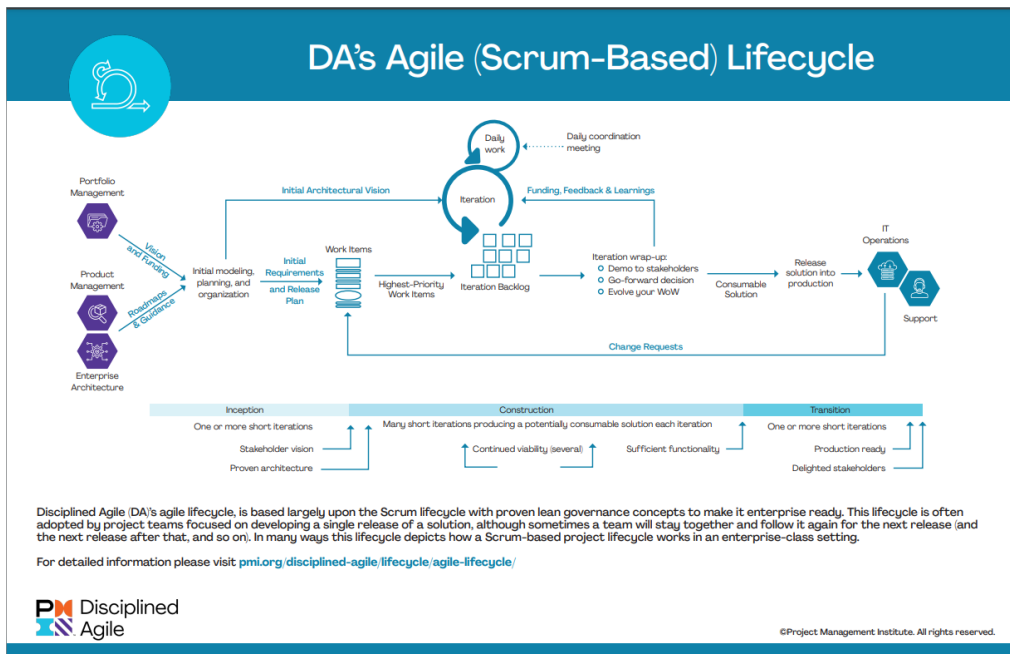 DA's Agile (Scrum-Based) Lifecycle
Daily
work
Daily coordination
meeting
Portfolio
Management
Initial Architectural Vision
Iteration
Funding, Feedback & Learnings
Vision
and Funding
IT
Operations
Work Items
Product
Management
Initial modeling,
planning, and
organization
Initial
Requirements
and Release
Plan
Highest-Priority
Work Items
Iteration Backlog
Iteration wrap-up:
Demo to stakeholders
Go-forward decision
Evolve your WoW
Consumable
Solution
Release
solution into
production
Roadmaps
& Guidance
Support
Enterprise
Architecture
Change Requests
Inception
Construction
Transition
One or more short iterations
Many short iterations producing a potentially consumable solution each iteration
One or more short iterations
Stakeholder vision
Continued viability (several)
Sufficient functionality
Production ready
Proven architecture
Delighted stakeholders
Disciplined Agile (DA)'s agile lifecycle, is based largely upon the Scrum lifecycle with proven lean governance concepts to make it enterprise ready. This lifecycle is often
adopted by project teams focused on developing a single release of a solution, although sometimes a team will stay together and follow it again for the next release (and
the next release after that, and so on). In many ways this lifecycle depicts how a Scrum-based project lifecycle works in an enterprise-class setting.
For detailed information please visit pmi.org/disciplined-agile/lifecycle/agile-lifecycle/
Disciplined
Agile
©Project Management Institute. All rights reserved.